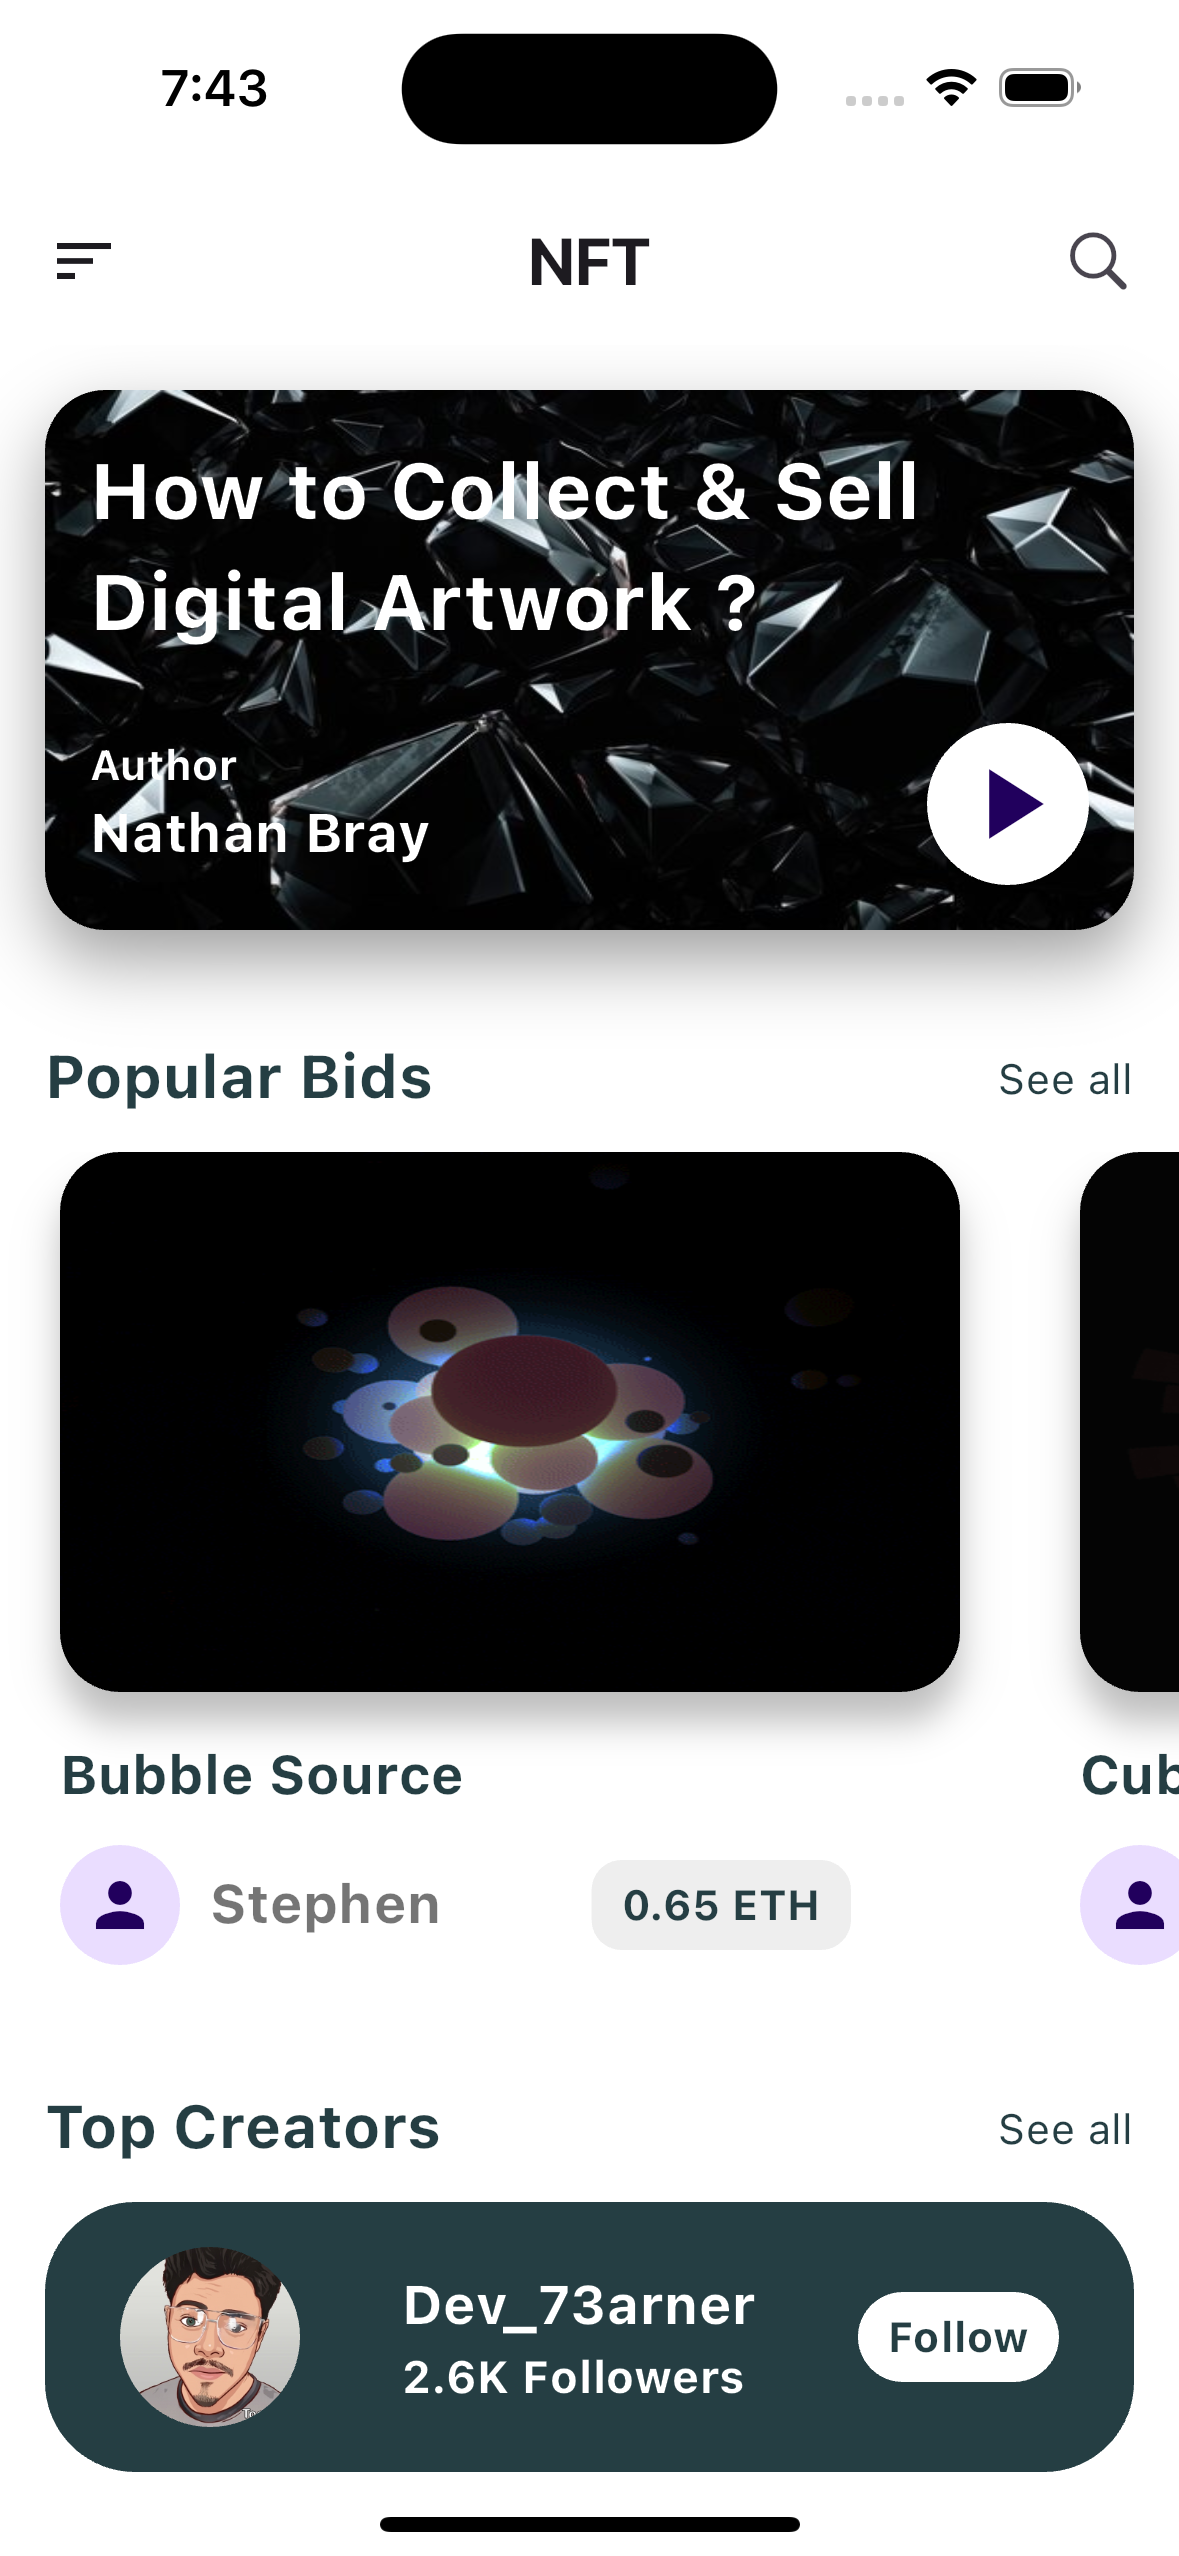 7:43
NFT
How to Collect & Sell
Digital Artwork ?
Author
Nathan Bray
Popular Bids
See all
Bubble Source
Cub
Stephen
0.65 ETH
Top Creators
See all
Dev_73arner
2.6K Followers
Follow
To